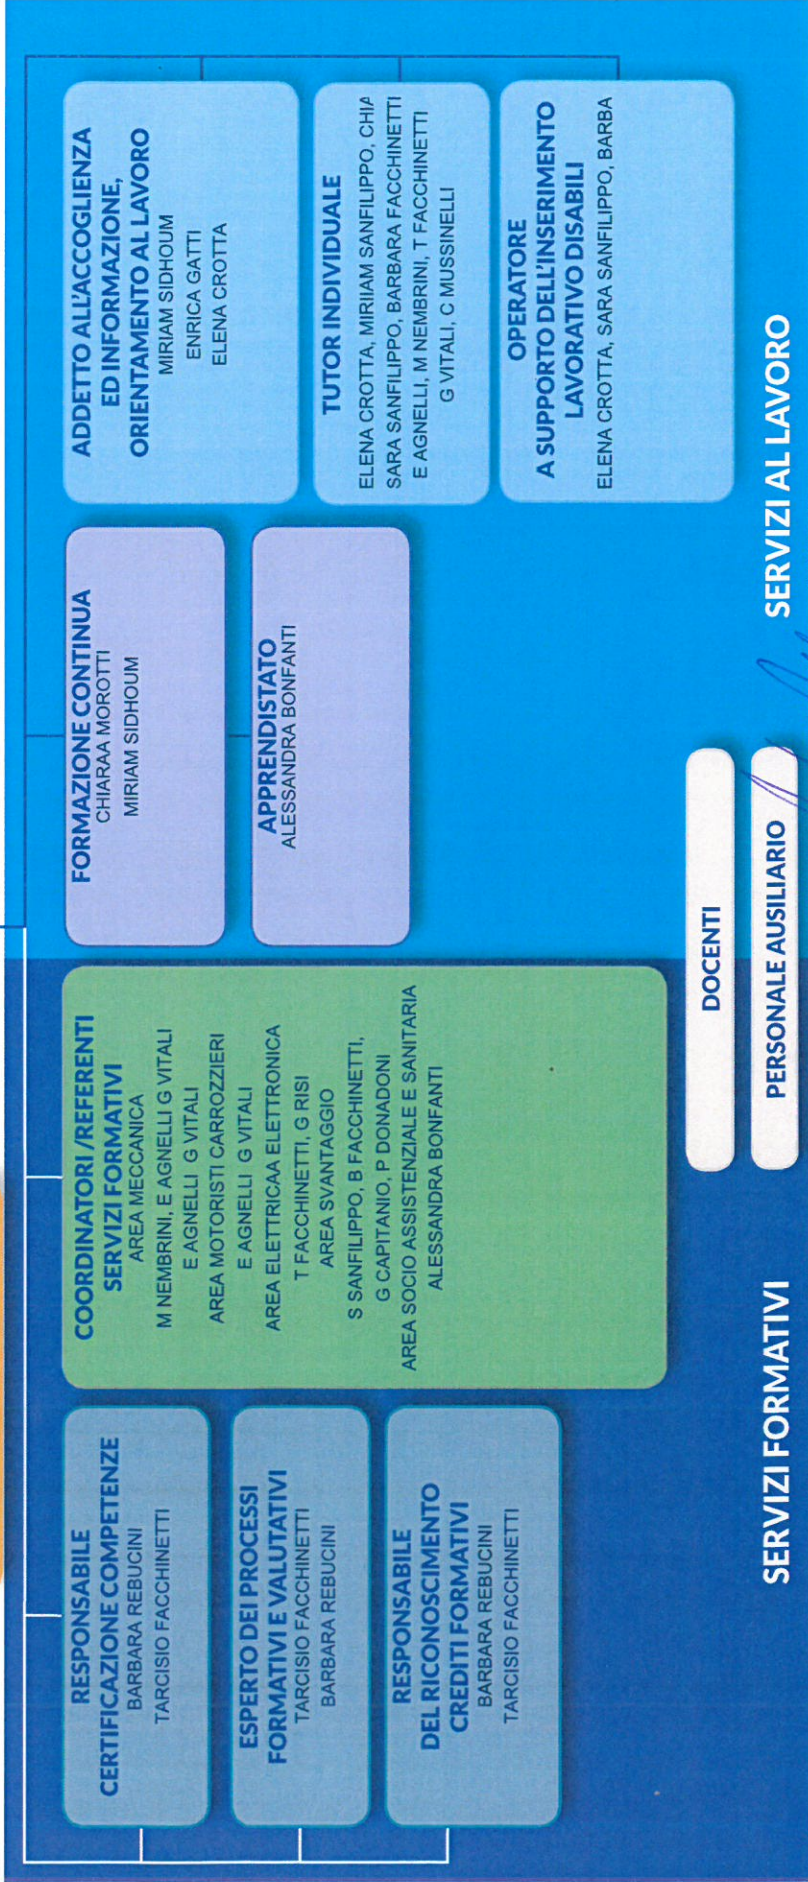 RESPONSABILE
CERTIFICAZIONE COMPETENZE
BARBARA REBUCINI
TARCISIO FACCHINETTI
ESPERTO DEI PROCESSI
FORMATIVI E VALUTATIVI
TARCISIO FACCHINETTI
BARBARA REBUCINI
RESPONSABILE
DEL RICONOSCIMENTO
CREDITI FORMATIVI
BARBARA REBUCINI
TARCISIO FACCHINETTI
COORDINATORI /REFERENTI
SERVIZI FORMATIVI
AREA MECCANICA
M NEMBRINI, E AGNELLI G VITALI
E AGNELLI G VITALI
AREA MOTORISTI CARROZZIERI
E AGNELLI G VITALI
AREA ELETTRICAA ELETTRONICA
T FACCHINETTI, G RISI
AREA SVANTAGGIO
S SANFILIPPO, B FACCHINETTI,
G CAPITANIO, P DONADONI
AREA SOCIO ASSISTENZIALE E SANITARIA
ALESSANDRA BONFANTI
FORMAZIONE CONTINUA
CHIARAA MOROTTI
MIRIAM SIDHOUM
APPRENDISTATO
ALESSANDRA BONFANTI
ADDETTO ALL'ACCOGLIENZA
ED INFORMAZIONE,
ORIENTAMENTO AL LAVORO
MIRIAM SIDHOUM
ENRICA GATTI
ELENA CROTTA
TUTOR INDIVIDUALE
ELENA CROTTA, MIRIIAM SANFILIPPO, CHIA
SARA SANFILIPPO, BARBARA FACCHINETTI
E AGNELLI, M NEMBRINI, T FACCHINETTI
G VITALI, C MUSSINELLI
OPERATORE
A SUPPORTO DELL'INSERIMENTO
LAVORATIVO DISABILI
ELENA CROTTA, SARA SANFILIPPO, BARBA
DOCENTI
PERSONALE AUSILIARIO
SERVIZI FORMATIVI
SERVIZI AL LAVORO